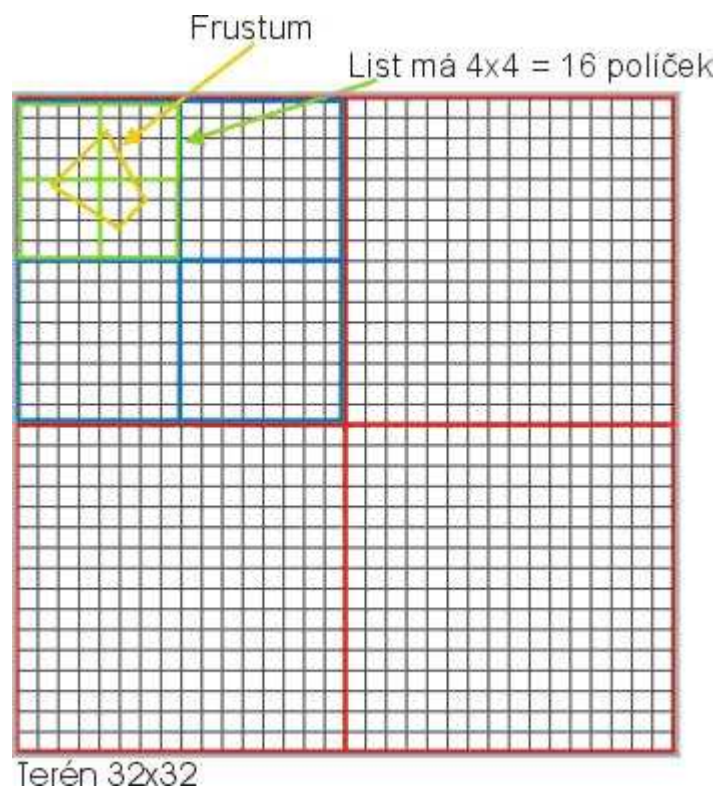 Frustum
List má 4x4 = 16 políček
Terén 32x32